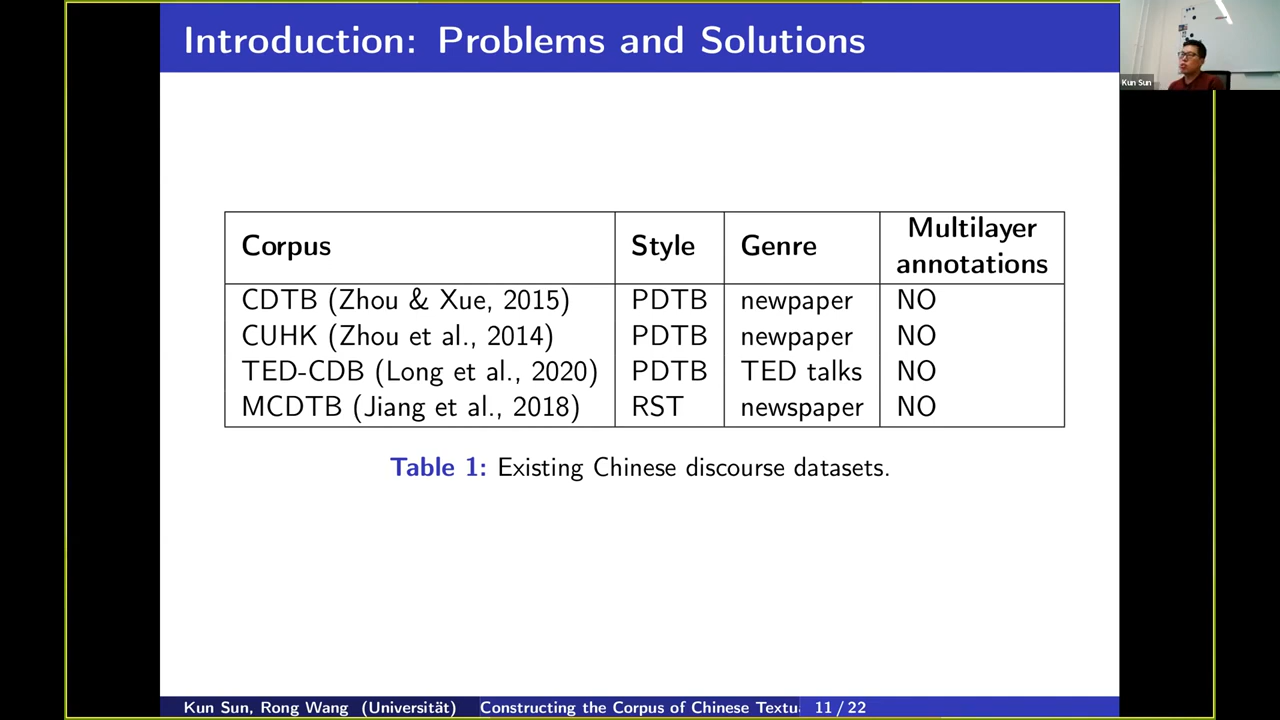 Introduction: Problems and Solutions
Kun Sun
Corpus Style Genre Multilayer annotations
CDTB (Zhou & Xue, 2015) PDTB newpaper NO
CUHK (Zhou et al., 2014) PDTB newpaper NO
TED-CDB (Long et al., 2020) PDTB TED talks NO
MCDTB (Jiang et al., 2018) RST newspaper NO
Table 1: Existing Chinese discourse datasets.
Kun Sun, Rong Wang (Universität) Constructing the Corpus of Chinese Textu 11 / 22